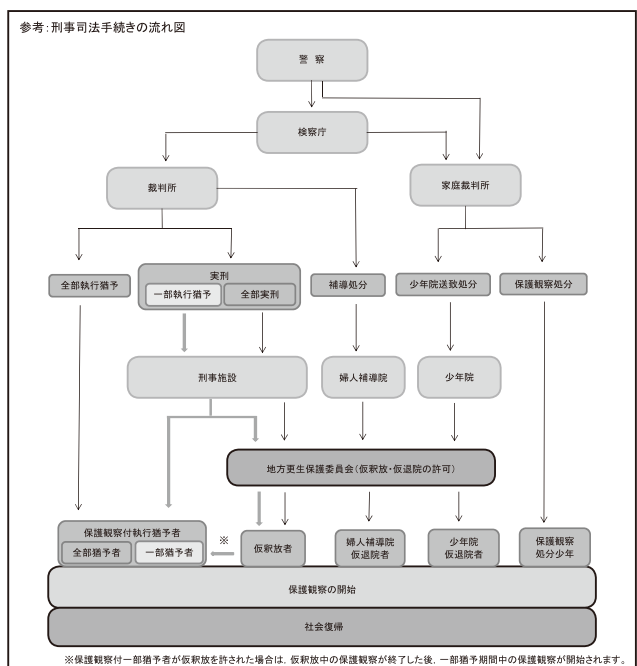 参考：刑事司法手続きの流れ図
警 察
検察庁
裁判所
家庭裁判所
全部執行猶予
実刑
一部執行猶予
全部実刑
補導処分
少年院送致処分
保護観察処分
刑事施設
婦人補導院
少年院
地方更生保護委員会（仮釈放・仮退院の許可）
保護観察付執行猶予者
全部猶予者
一部猶予者
※
仮釈放者
婦人補導院
仮退院者
少年院
仮退院者
保護観察
処分少年
保護観察の開始
社会復帰
※保護観察付一部猶予者が仮釈放を許された場合は，仮釈放中の保護観察が終了した後，一部猶予期間中の保護観察が開始されます。